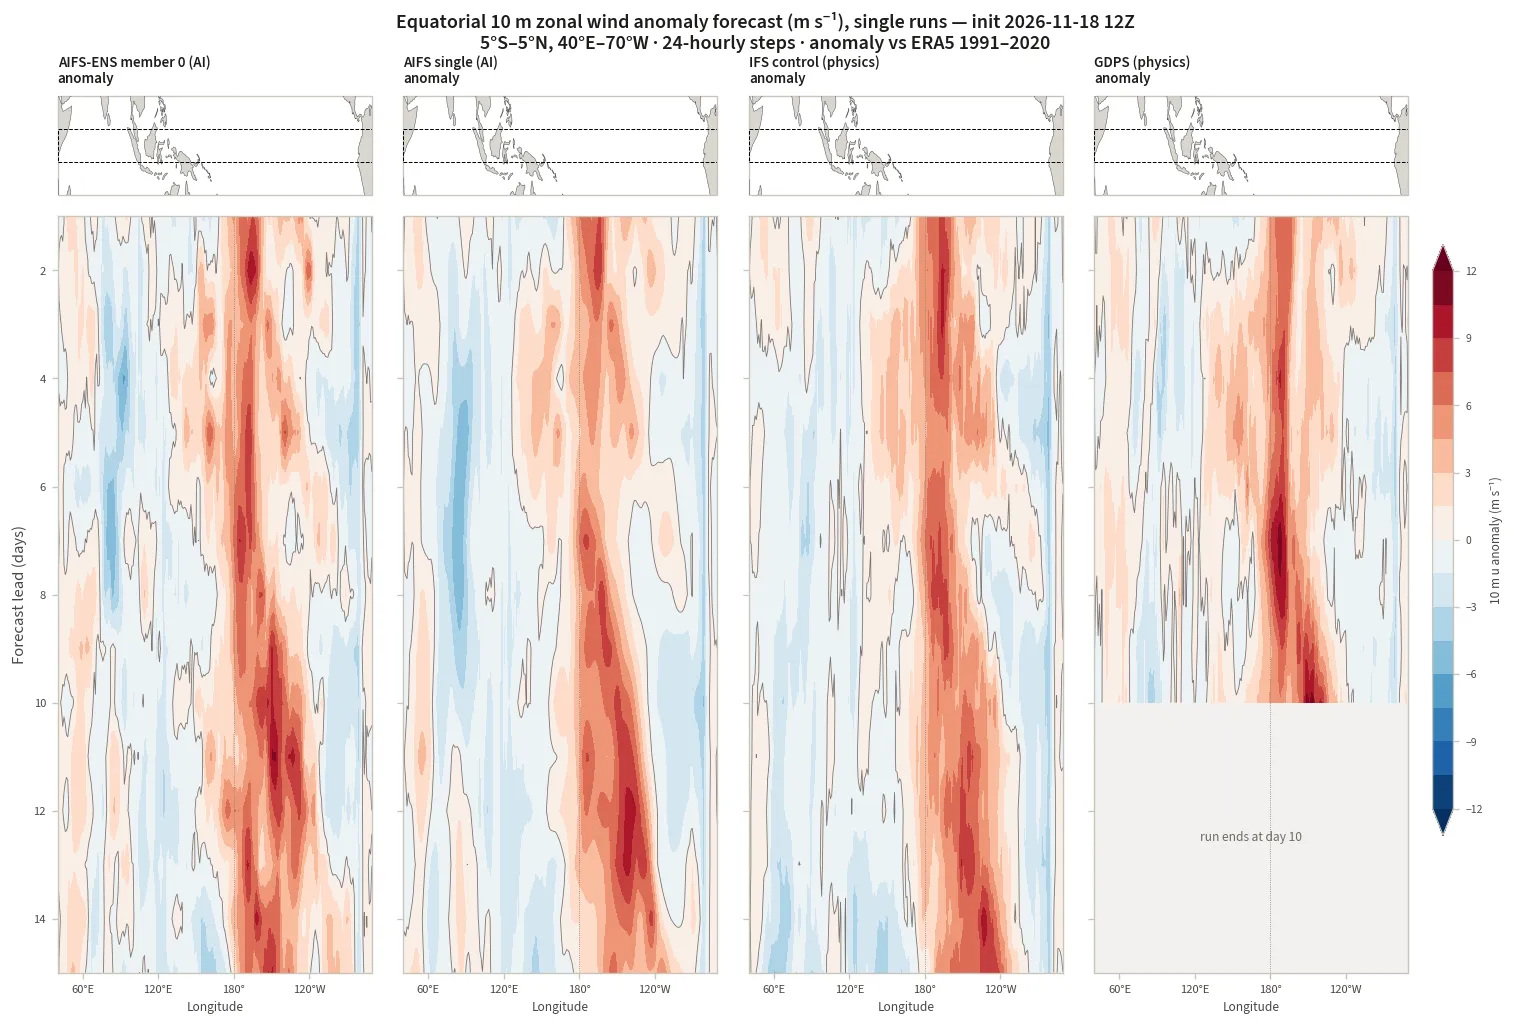 Equatorial 10 m zonal wind anomaly forecast (m s⁻¹), single runs — init 2026-11-18 12Z
5°S–5°N, 40°E–70°W · 24-hourly steps · anomaly vs ERA5 1991–2020
AIFS-ENS member 0 (AI)
anomaly
AIFS single (AI)
anomaly
IFS control (physics)
anomaly
GDPS (physics)
anomaly
Forecast lead (days)
2
4
6
8
10
12
14
60°E 120°E 180° 120°W
Longitude
60°E 120°E 180° 120°W
Longitude
60°E 120°E 180° 120°W
Longitude
run ends at day 10
60°E 120°E 180° 120°W
Longitude
12
9
6
3
0
−3
−6
−9
−12
10 m u anomaly (m s⁻¹)